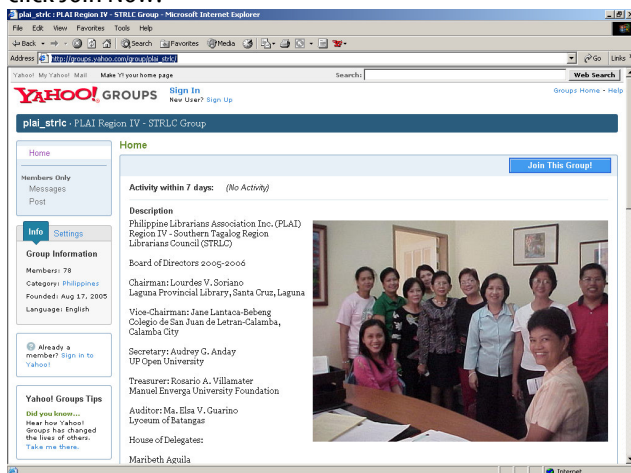 Click Join Now!
plai_strlc : PLAI Region IV - STRLC Group - Microsoft Internet Explorer
File Edit View Favorites Tools Help
Back Search Favorites Media
Address http://groups.yahoo.com/group/plai_strlc/ Go Links
Yahoo! My Yahoo! Mail Make Y! your home page Search: Web Search
YAHOO! GROUPS Sign In
New User? Sign Up
Groups Home - Help
plai_strlc · PLAI Region IV - STRLC Group
Home
Members Only
Messages
Post
Info Settings
Group Information
Members: 78
Category: Philippines
Founded: Aug 17, 2005
Language: English
Already a
member? Sign in to
Yahoo!
Yahoo! Groups Tips
Did you know...
Hear how Yahoo!
Groups has changed
the lives of others.
Take me there.
Home
Join This Group!
Activity within 7 days: (No Activity)
Description
Philippine Librarians Association Inc. (PLAI)
Region IV - Southern Tagalog Region
Librarians Council (STRLC)
Board of Directors 2005-2006
Chairman: Lourdes V. Soriano
Laguna Provincial Library, Santa Cruz, Laguna
Vice-Chairman: Jane Lantaca-Bebeng
Colegio de San Juan de Letran-Calamba,
Calamba City
Secretary: Audrey G. Anday
UP Open University
Treasurer: Rosario A. Villamater
Manuel Enverga University Foundation
Auditor: Ma. Elsa V. Guarino
Lyceum of Batangas
House of Delegates:
Maribeth Aguila
Internet